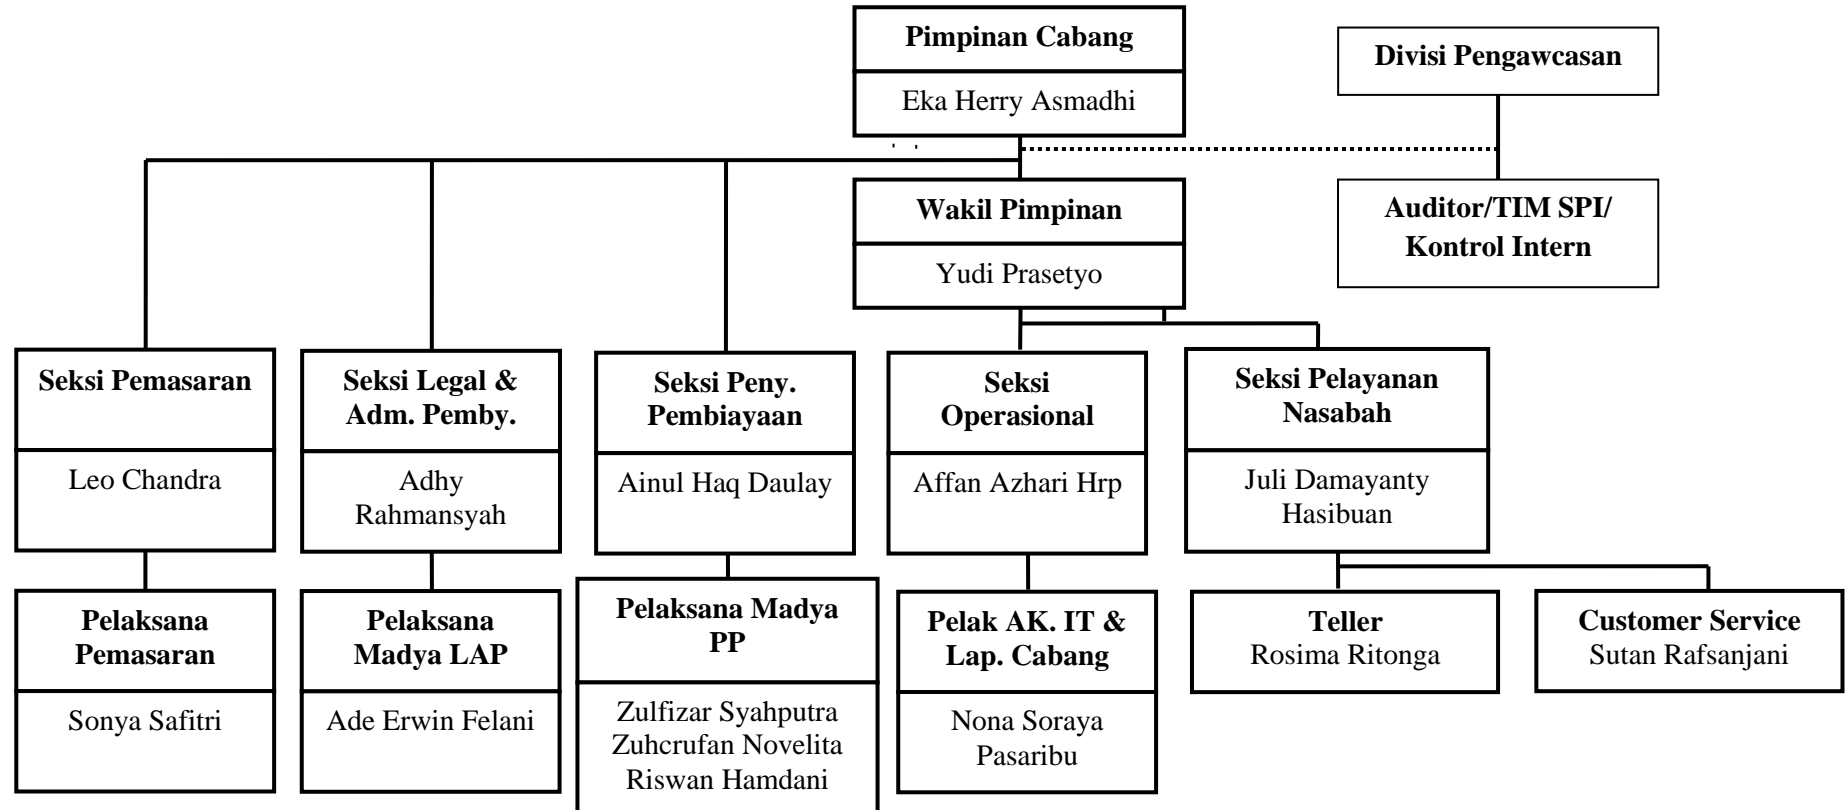 Pimpinan Cabang
Eka Herry Asmadhi
Divisi Pengawcasan
Wakil Pimpinan
Yudi Prasetyo
Auditor/TIM SPI/
Kontrol Intern
Seksi Pemasaran
Leo Chandra
Seksi Legal &
Adm. Pemby.
Adhy
Rahmansyah
Seksi Peny.
Pembiayaan
Ainul Haq Daulay
Seksi
Operasional
Affan Azhari Hrp
Seksi Pelayanan
Nasabah
Juli Damayanty
Hasibuan
Pelaksana
Pemasaran
Sonya Safitri
Pelaksana
Madya LAP
Ade Erwin Felani
Pelaksana Madya
PP
Zulfizar Syahputra
Zuhcrufan Novelita
Riswan Hamdani
Pelak AK. IT &
Lap. Cabang
Nona Soraya
Pasaribu
Teller
Rosima Ritonga
Customer Service
Sutan Rafsanjani